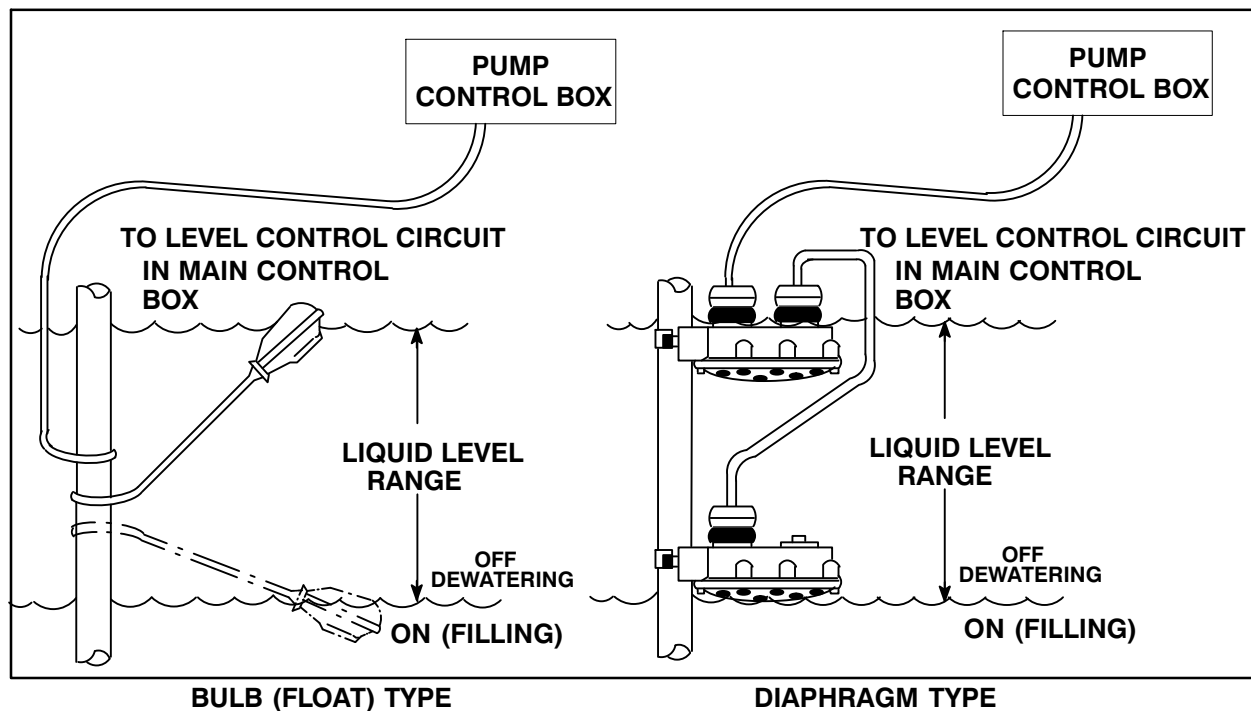 PUMP
CONTROL BOX
TO LEVEL CONTROL CIRCUIT
IN MAIN CONTROL
BOX
LIQUID LEVEL
RANGE
OFF
DEWATERING
ON (FILLING)
BULB (FLOAT) TYPE
PUMP
CONTROL BOX
TO LEVEL CONTROL CIRCUIT
IN MAIN CONTROL
BOX
LIQUID LEVEL
RANGE
OFF
DEWATERING
ON (FILLING)
DIAPHRAGM TYPE